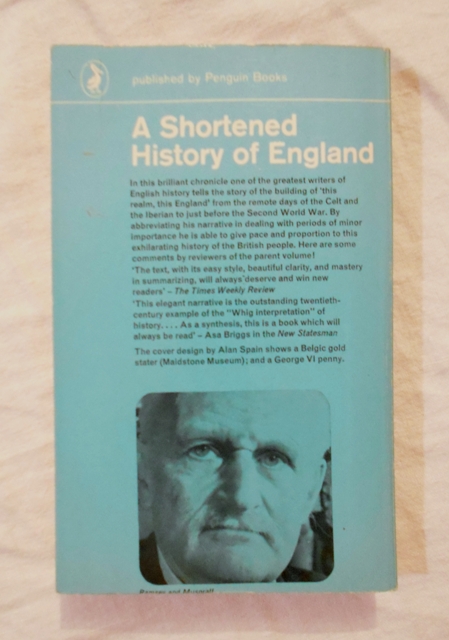 published by Penguin Books
A Shortened
History of England
In this brilliant chronicle one of the greatest writers of
English history tells the story of the building of 'this
realm, this England' from the remote days of the Celt and
the Iberian to just before the Second World War. By
abbreviating his narrative in dealing with periods of minor
importance he is able to give pace and proportion to this
exhilarating history of the British people. Here are some
comments by reviewers of the parent volume!
'The text, with its easy style, beautiful clarity, and mastery
in summarizing, will always deserve and win new
readers' – The Times Weekly Review
'This elegant narrative is the outstanding twentieth-
century example of the "Whig interpretation" of
history. . . . As a synthesis, this is a book which will
always be read' – Asa Briggs in the New Statesman
The cover design by Alan Spain shows a Belgic gold
stater (Maidstone Museum); and a George VI penny.
Ramsey and Muspratt